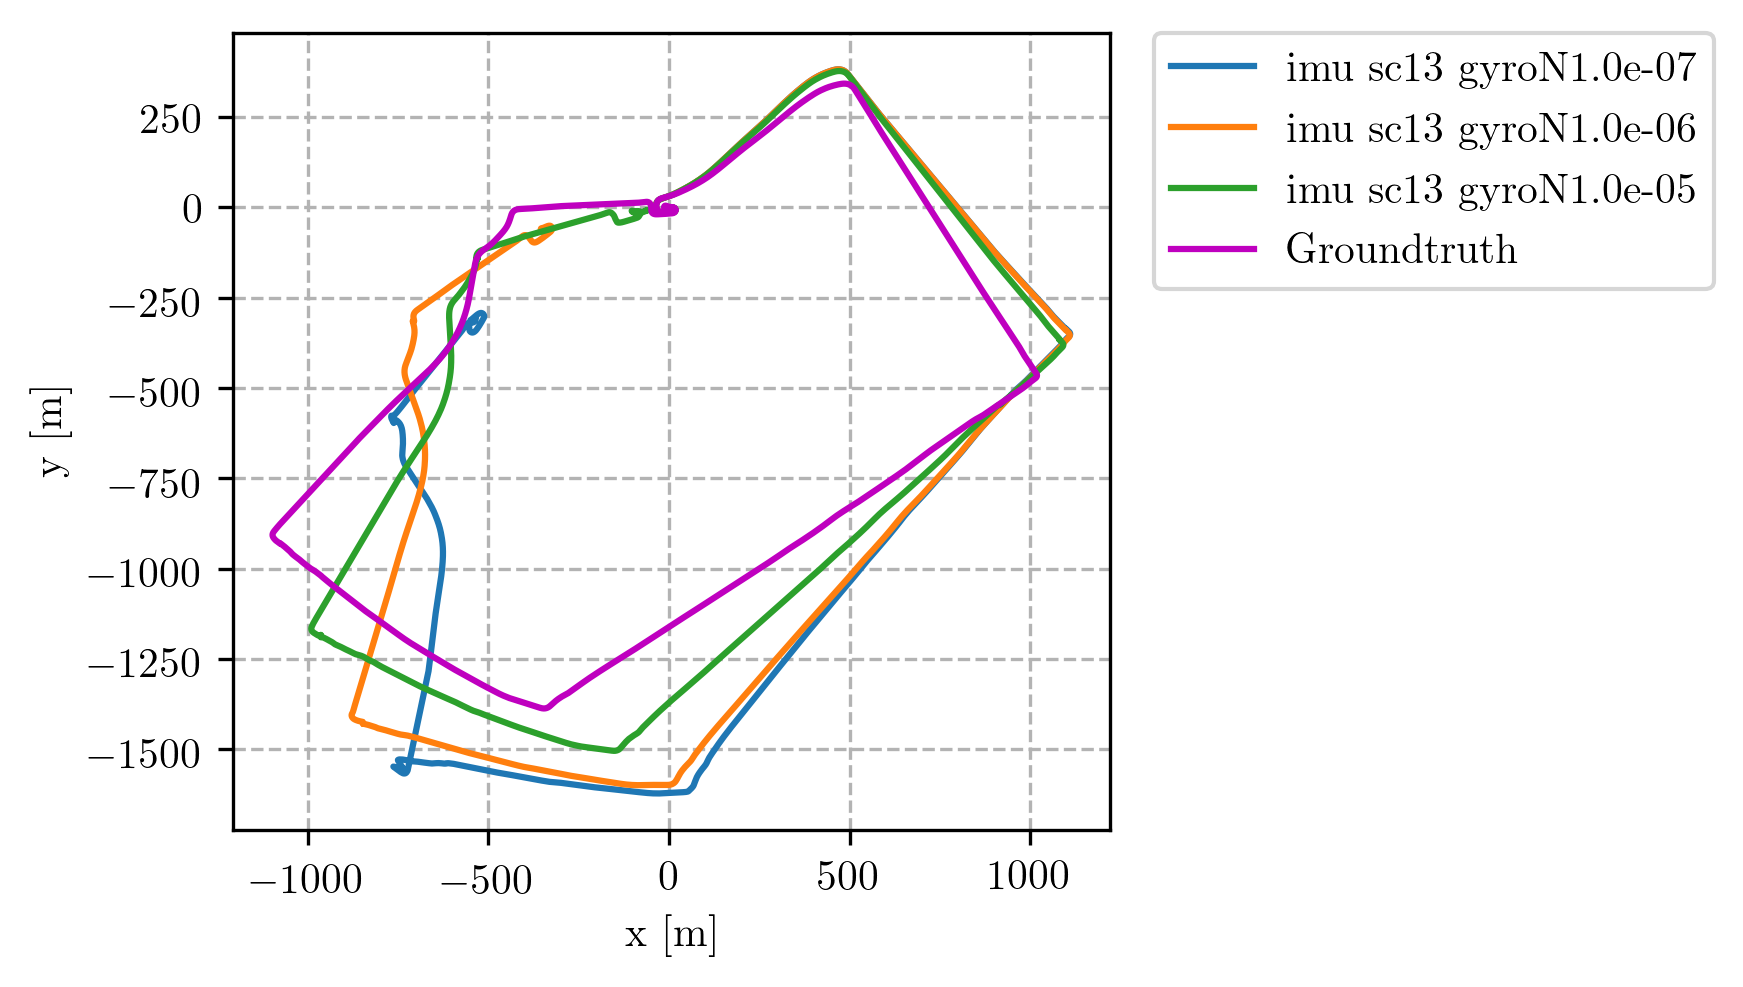 250
0
−250
−500
−750
−1000
−1250
−1500
y [m]
−1000 −500 0 500 1000
x [m]
imu sc13 gyroN1.0e-07
imu sc13 gyroN1.0e-06
imu sc13 gyroN1.0e-05
Groundtruth